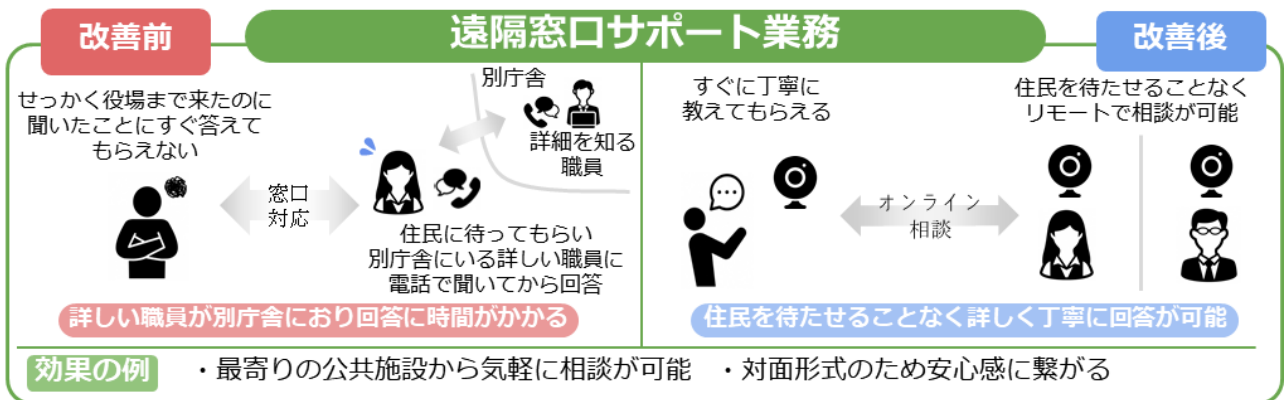 改善前
遠隔窓口サポート業務
改善後
せっかく役場まで来たのに
聞いたことにすぐ答えて
もらえない
別庁舎
詳細を知る
職員
窓口
対応
住民に待ってもらい
別庁舎にいる詳しい職員に
電話で聞いてから回答
詳しい職員が別庁舎におり回答に時間がかかる
すぐに丁寧に
教えてもらえる
住民を待たせることなく
リモートで相談が可能
オンライン
相談
住民を待たせることなく詳しく丁寧に回答が可能
効果の例
・最寄りの公共施設から気軽に相談が可能 ・対面形式のため安心感に繋がる